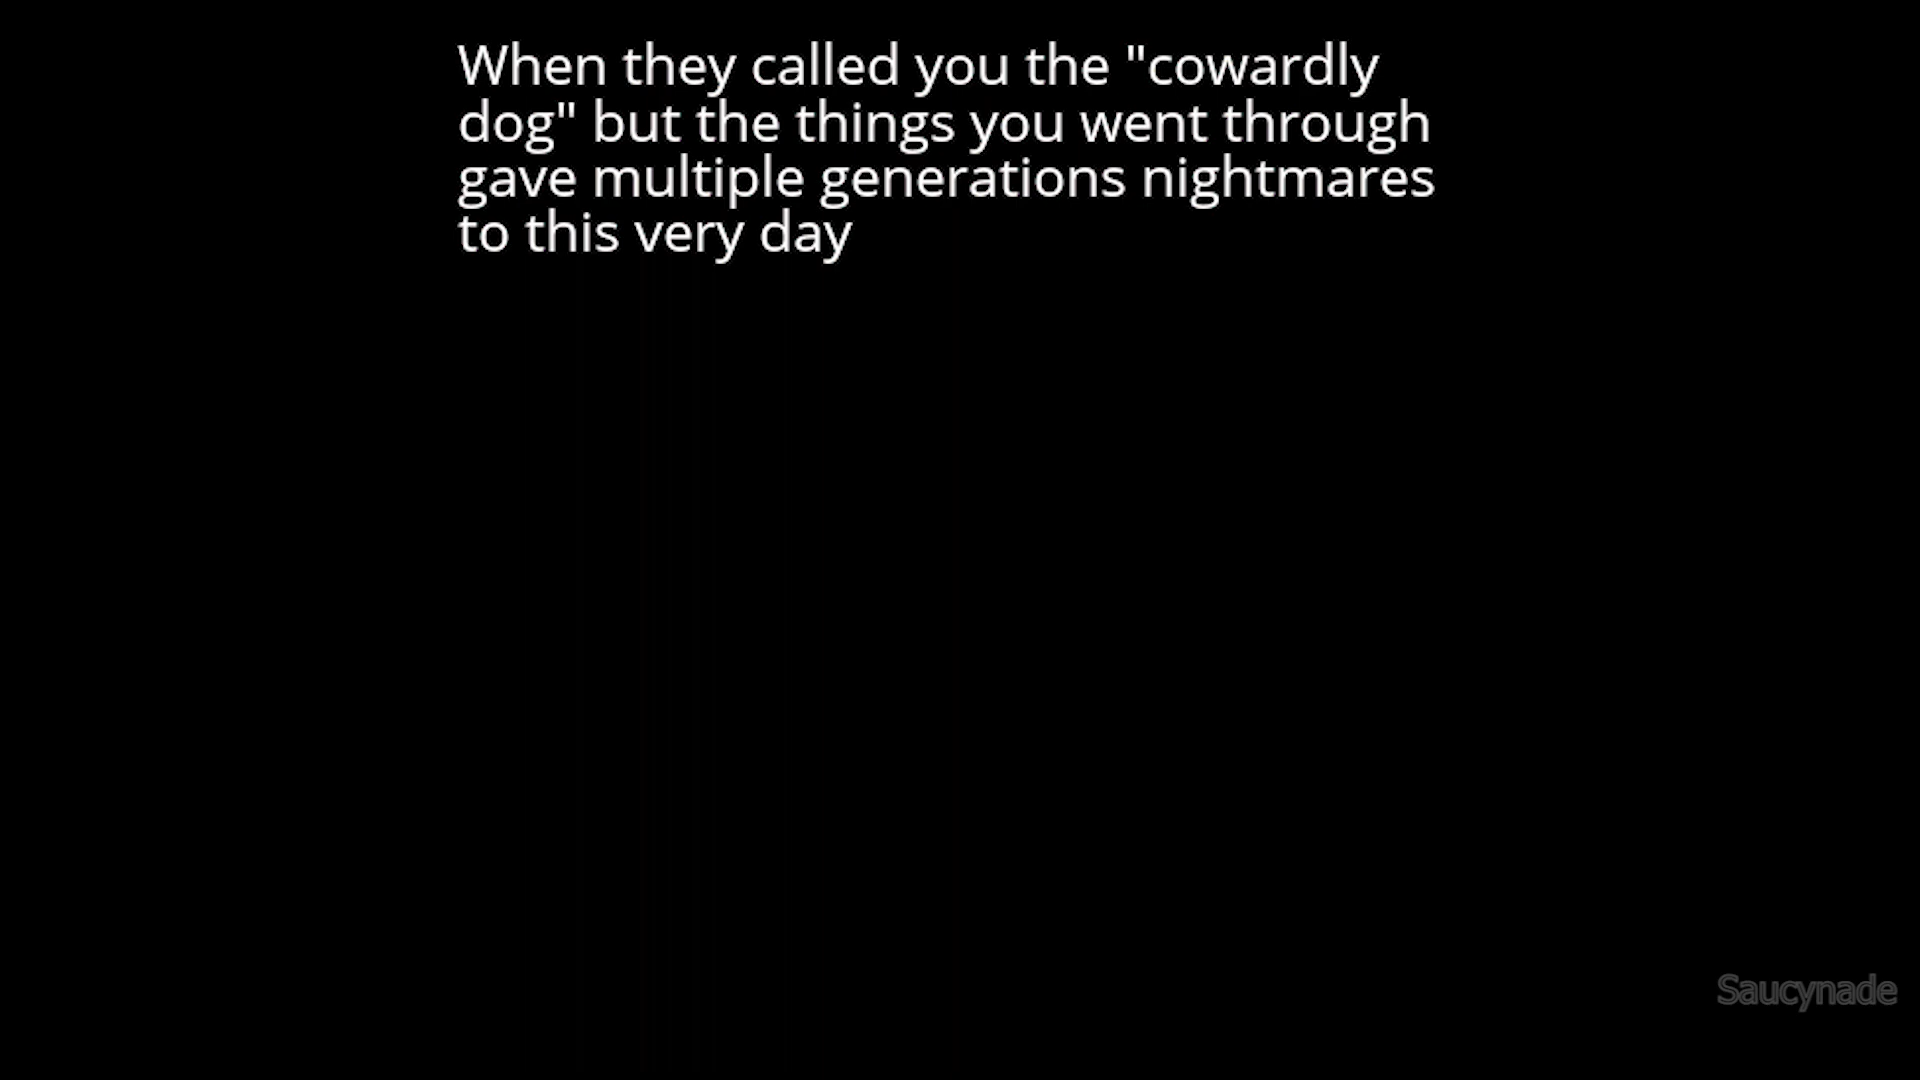 When they called you the "cowardly
dog" but the things you went through
gave multiple generations nightmares
to this very day
Saucynade